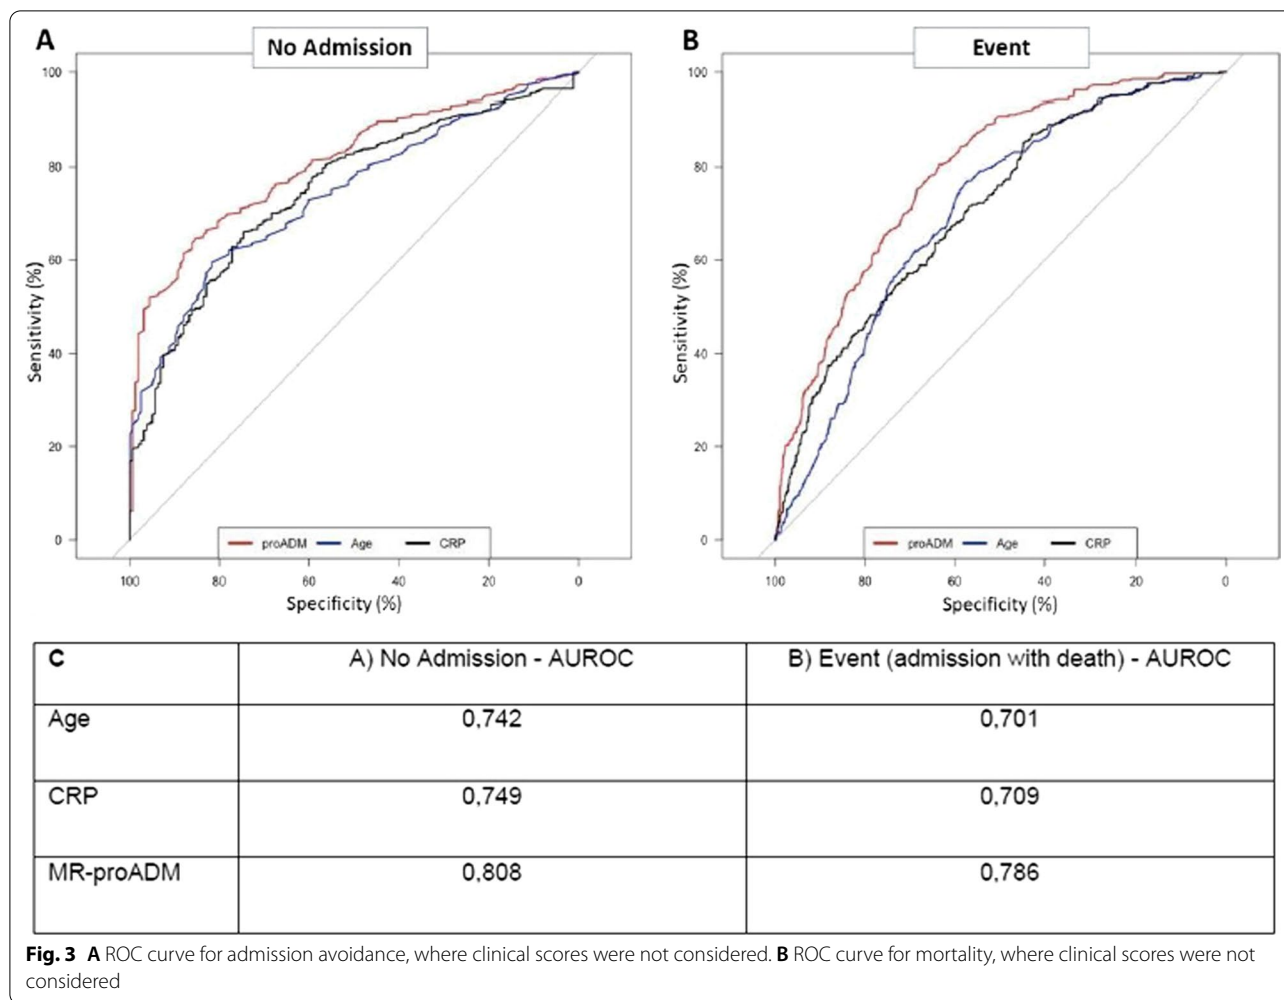 A
No Admission
100
80
60
40
20
0
Sensitivity (%)
proADM Age CRP
100 80 60 40 20 0
Specificity (%)
B
Event
100
80
60
40
20
0
Sensitivity (%)
proADM Age CRP
100 80 60 40 20 0
Specificity (%)
C A) No Admission - AUROC B) Event (admission with death) - AUROC
Age 0,742 0,701
CRP 0,749 0,709
MR-proADM 0,808 0,786
Fig. 3 A ROC curve for admission avoidance, where clinical scores were not considered. B ROC curve for mortality, where clinical scores were not
considered